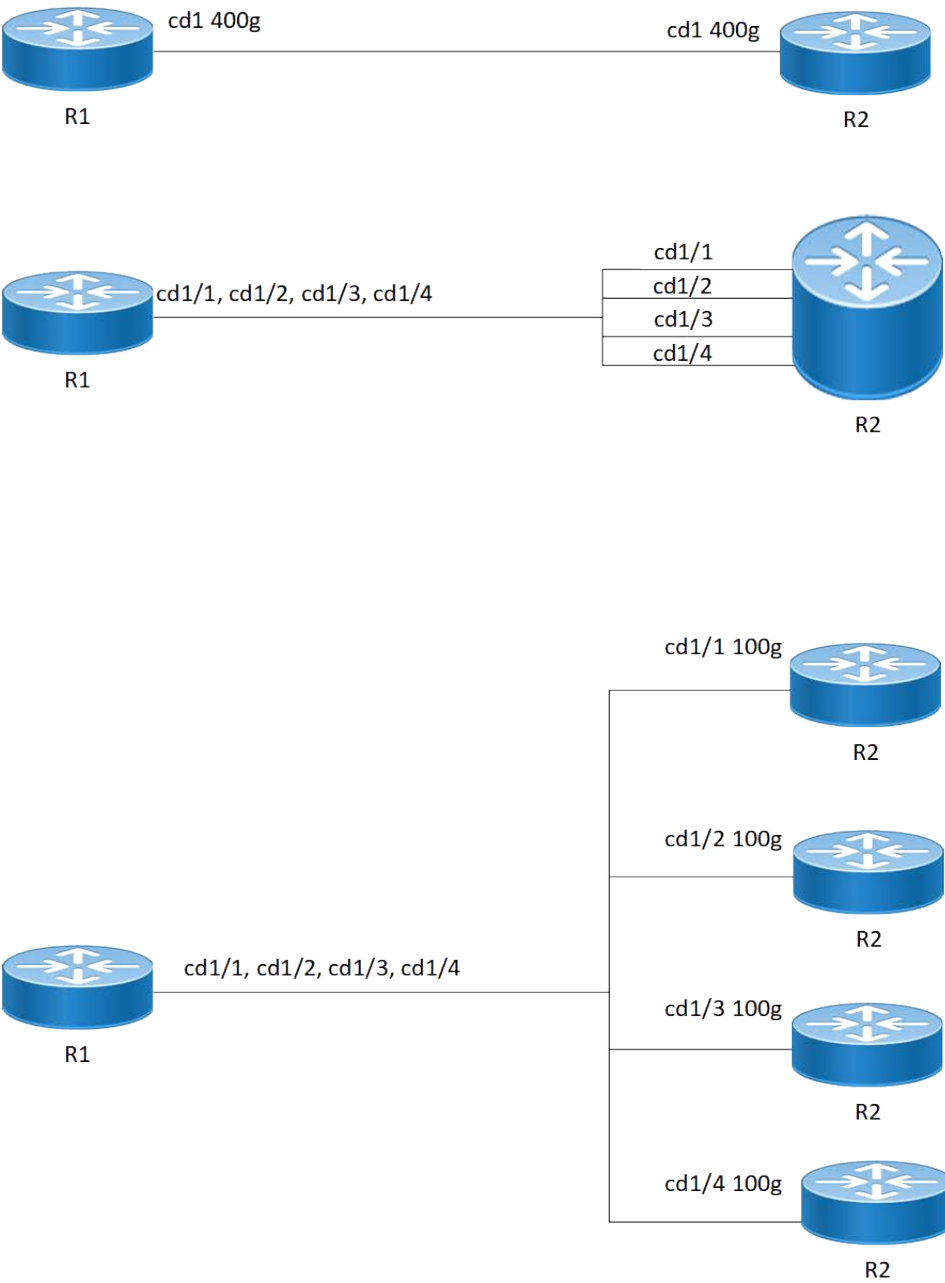 cd1 400g
cd1 400g
R1
R2
cd1/1
cd1/2
cd1/1, cd1/2, cd1/3, cd1/4
cd1/3
cd1/4
R1
R2
cd1/1 100g
R2
cd1/2 100g
R2
cd1/1, cd1/2, cd1/3, cd1/4
cd1/3 100g
R1
R2
cd1/4 100g
R2